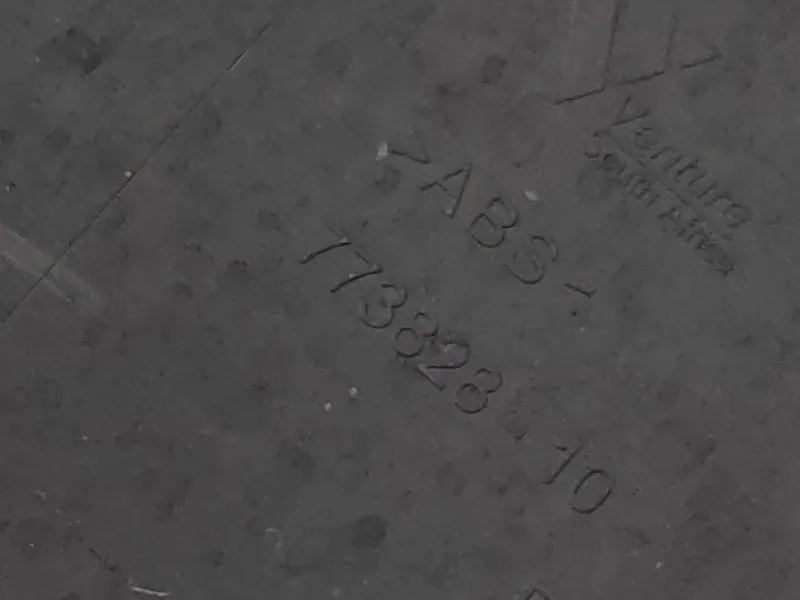 Venture
South Africa
>ABS<
773828-10